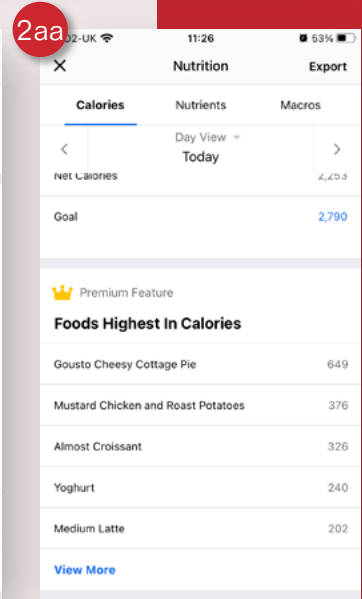 2aa
02-UK 11:26 53%
Nutrition Export
Calories Nutrients Macros
Day View
Today
Net Calories 2,253
Goal 2,790
Premium Feature
Foods Highest In Calories
Gousto Cheesy Cottage Pie 649
Mustard Chicken and Roast Potatoes 376
Almost Croissant 326
Yoghurt 240
Medium Latte 202
View More